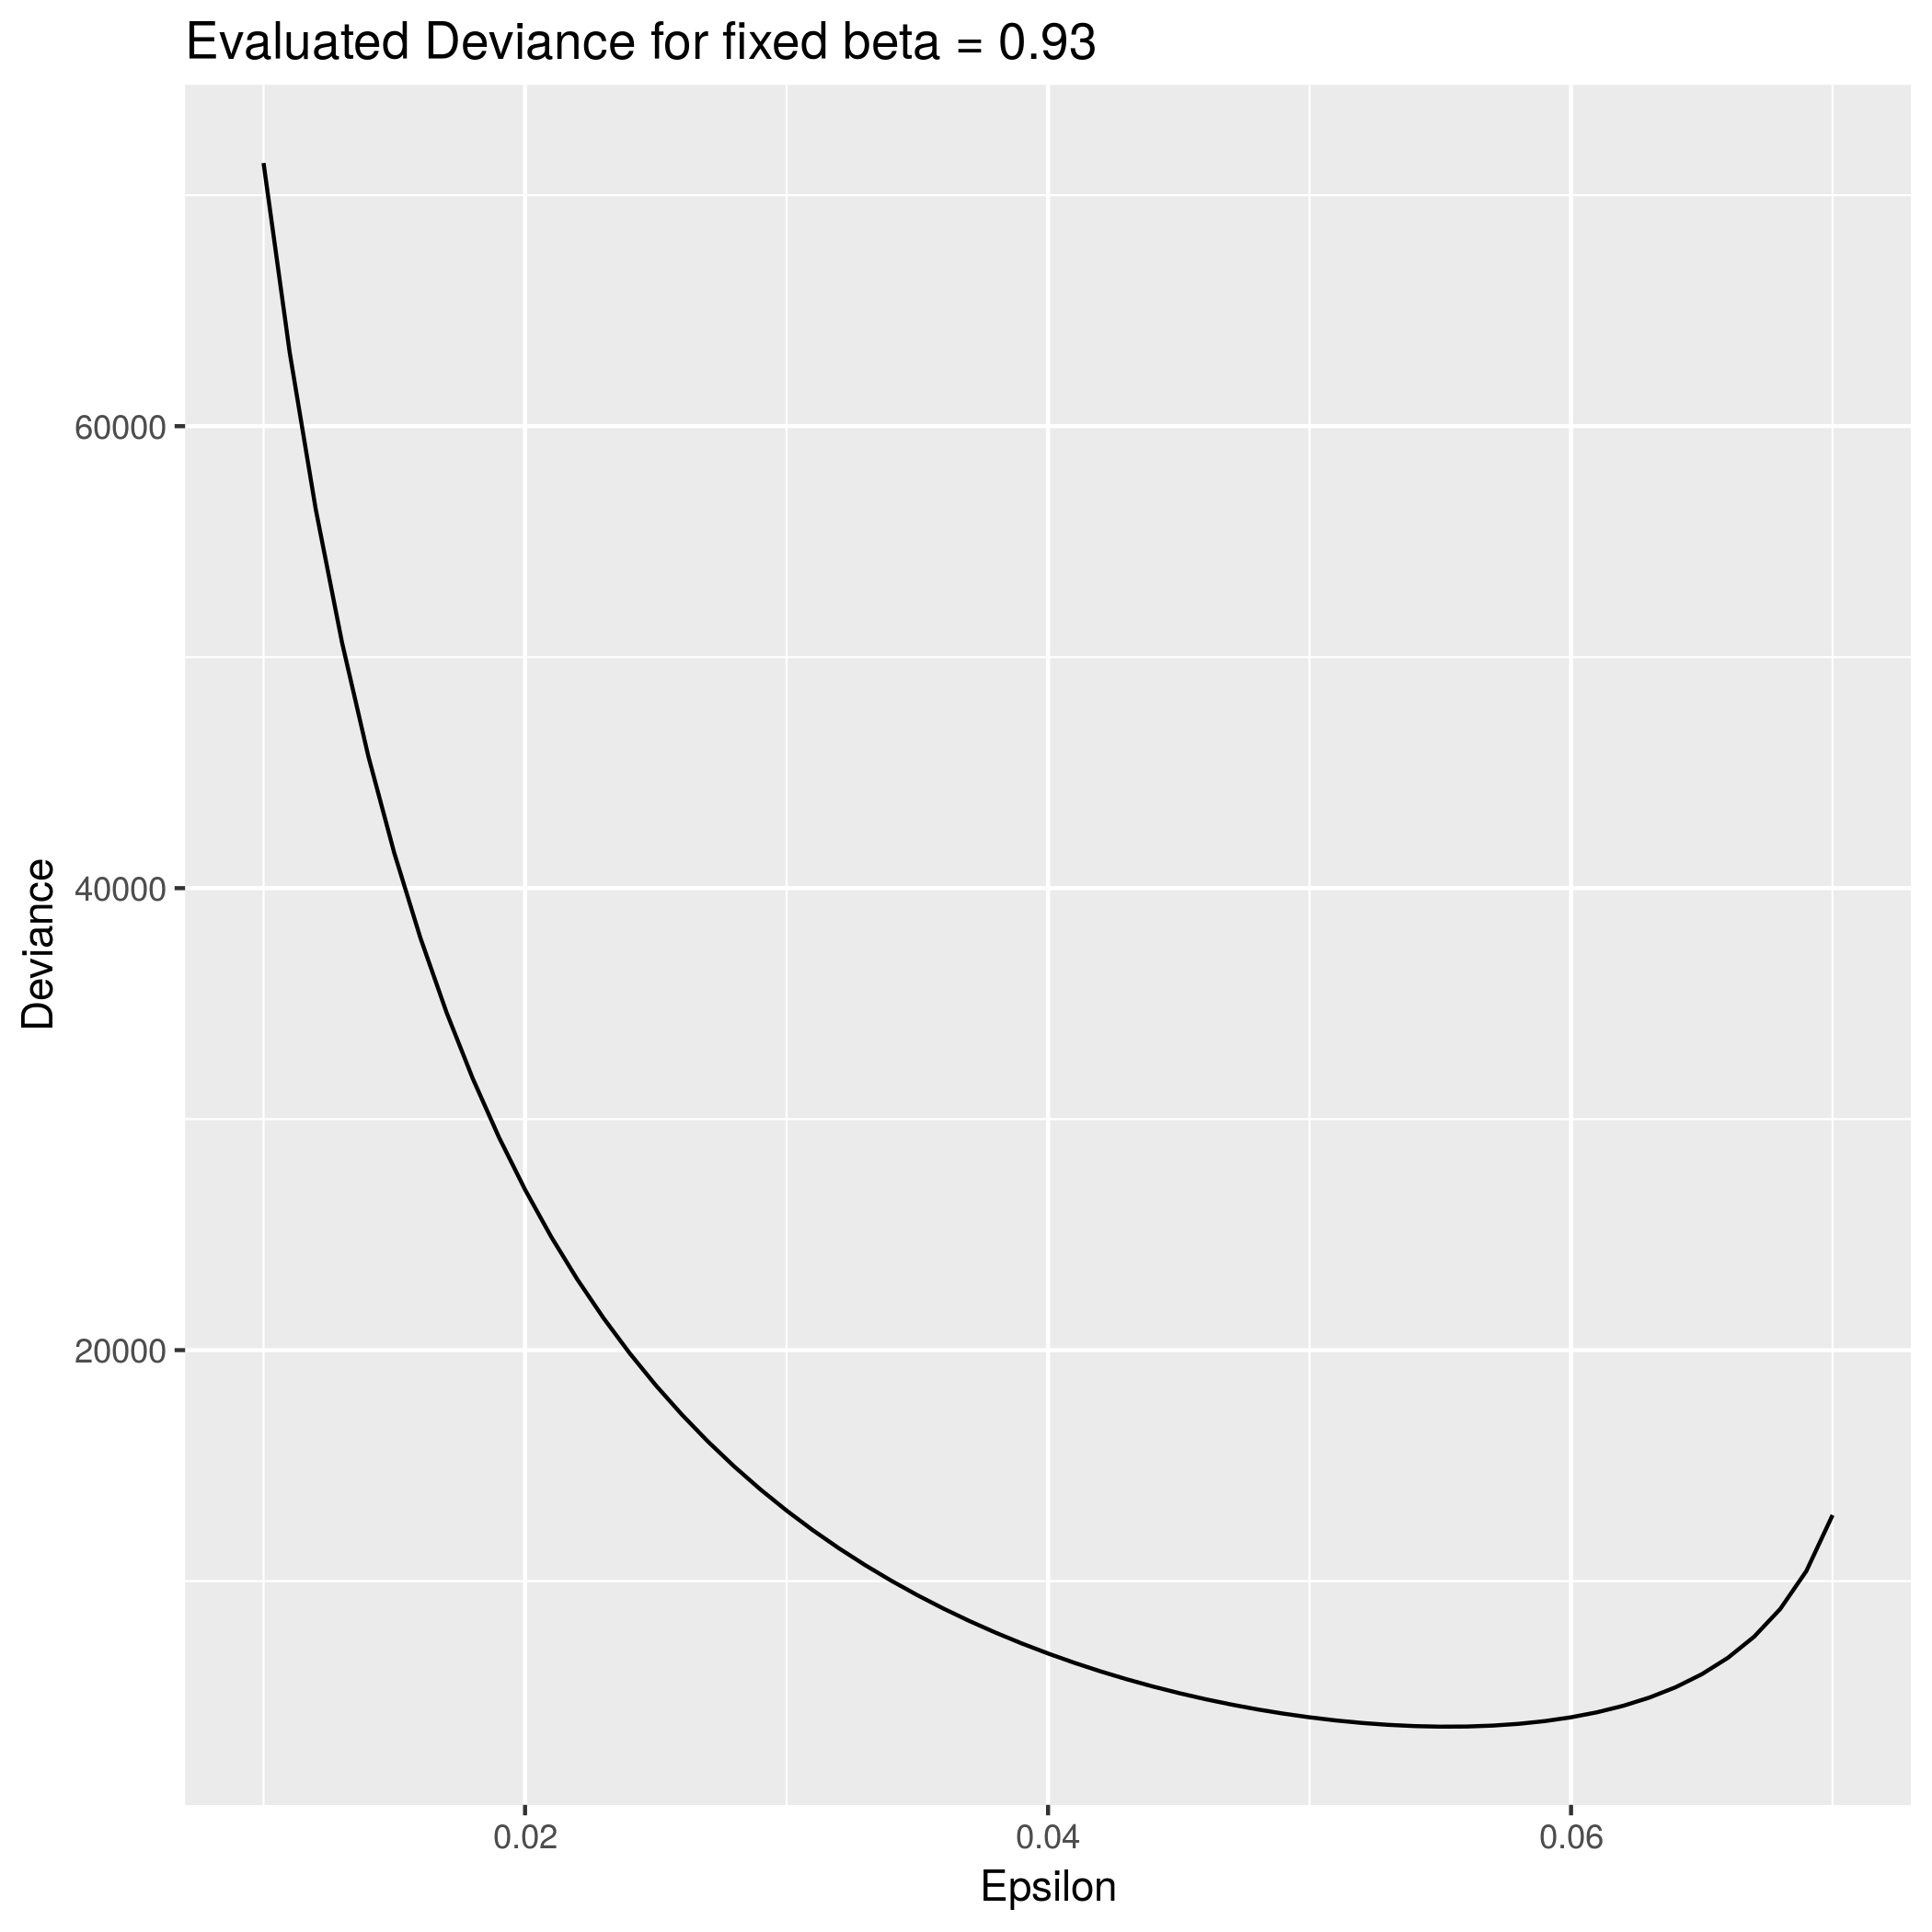 Evaluated Deviance for fixed beta = 0.93
Deviance
60000
40000
20000
0.02
0.04
0.06
Epsilon